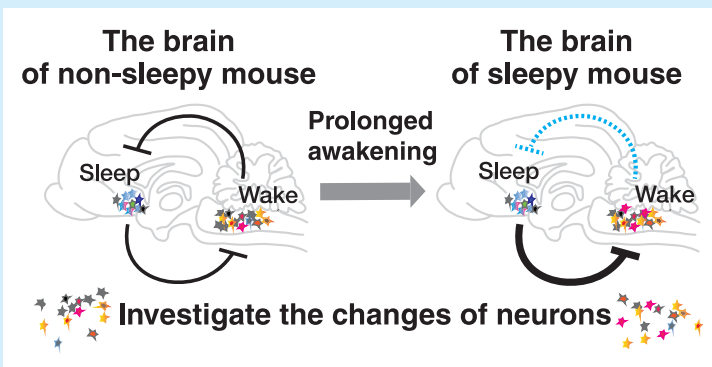 The brain
of non-sleepy mouse
The brain
of sleepy mouse
Prolonged
awakening
Sleep
Wake
Sleep
Wake
Investigate the changes of neurons